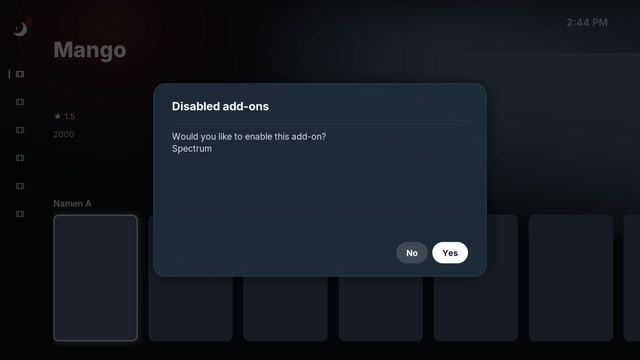 2:44 PM
Mango
★ 1.5
2000
Disabled add-ons
Would you like to enable this add-on?
Spectrum
No
Yes
Namen A